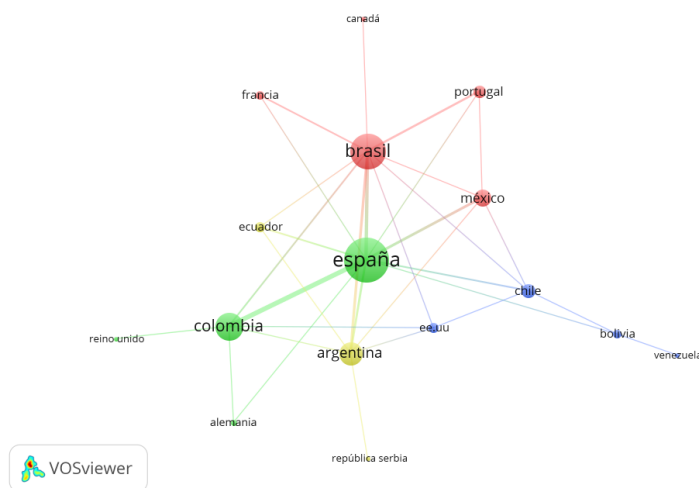 canadá
francia
portugal
brasil
méxico
ecuador
españa
chile
colombia
ee.uu
bolivia
reino unido
argentina
venezuela
alemania
república serbia
VOSviewer